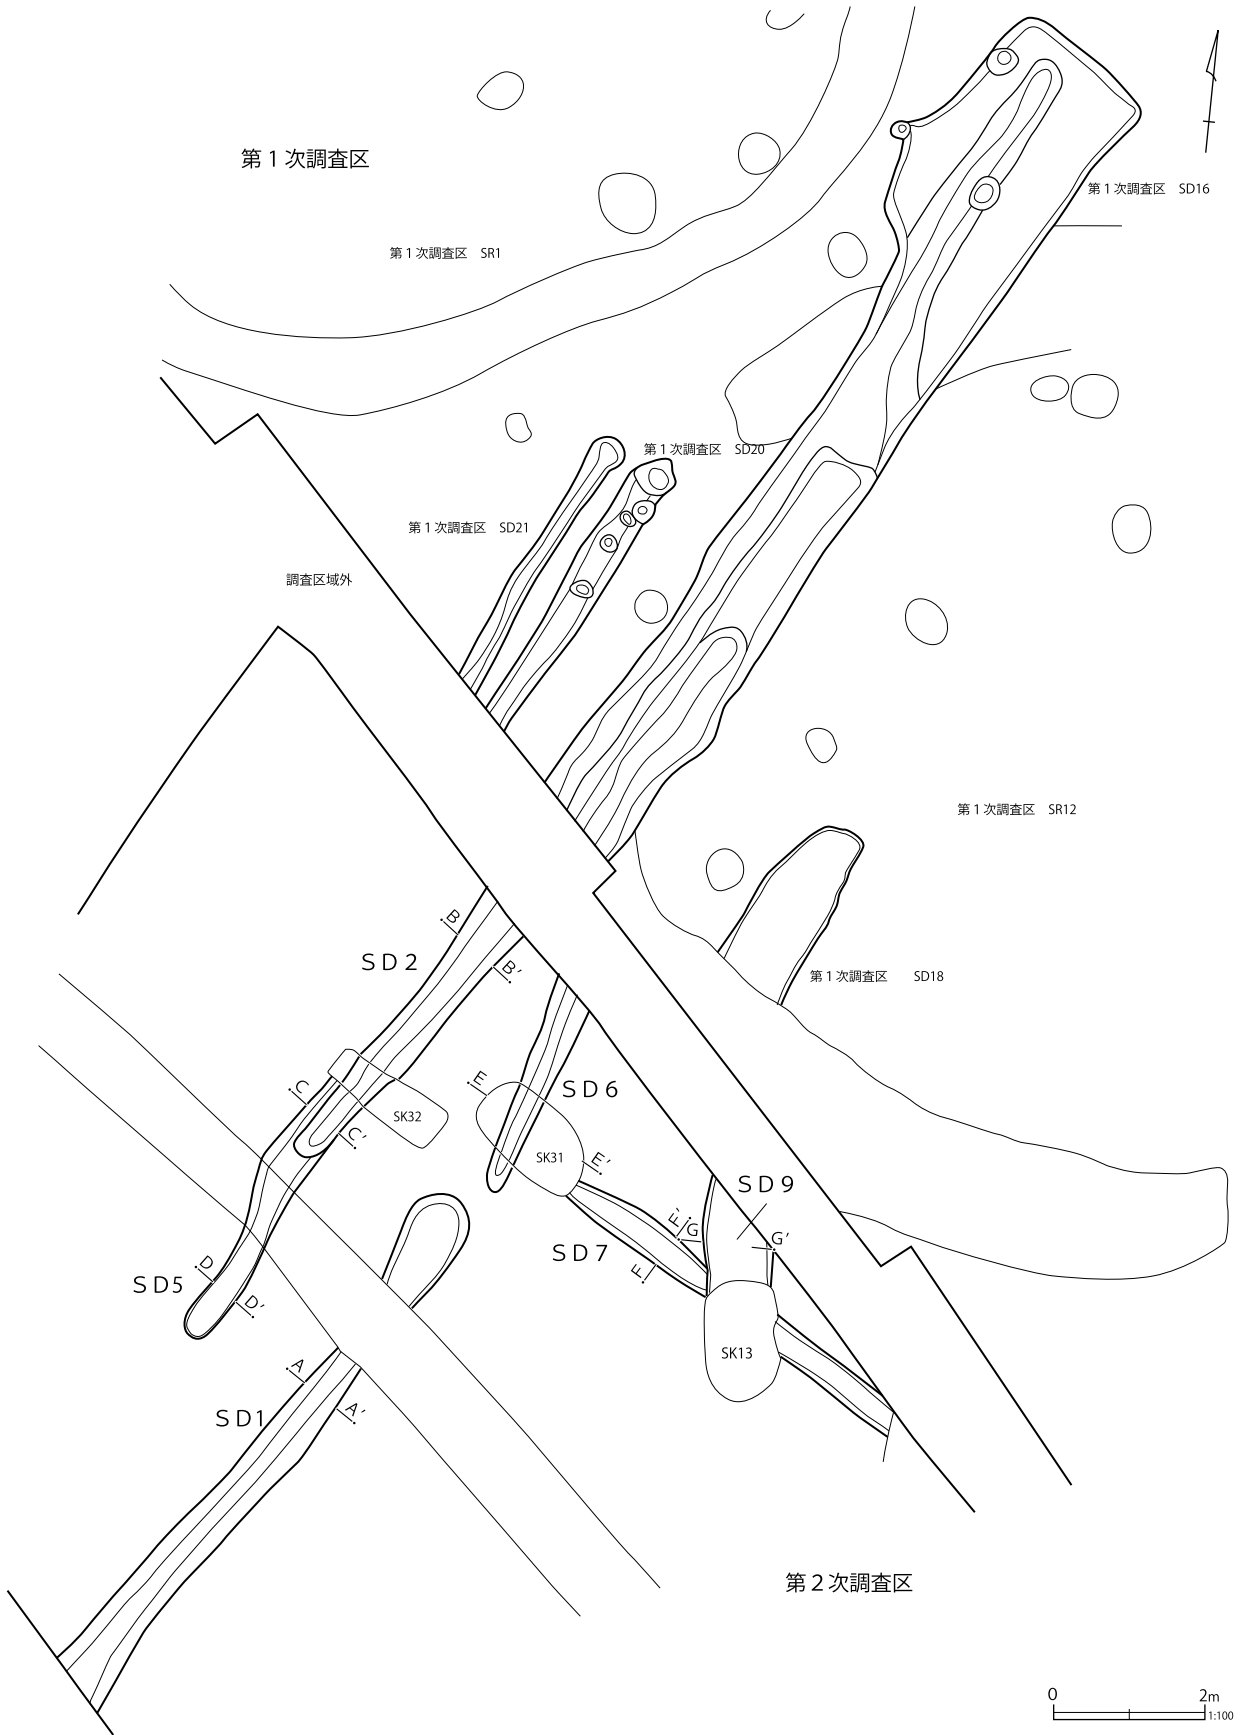 第１次調査区
第１次調査区　SD16
第１次調査区　SR1
第１次調査区　SD20
第１次調査区　SD21
調査区域外
第１次調査区　SR12
B
SD2
B′
第１次調査区　　SD18
E
SD6
C
SK32
C′
SK31
E′
SD9
F′
G
G′
SD7
F
D
SD5
D′
SK13
A
A′
SD1
第２次調査区
0
2m
1:100